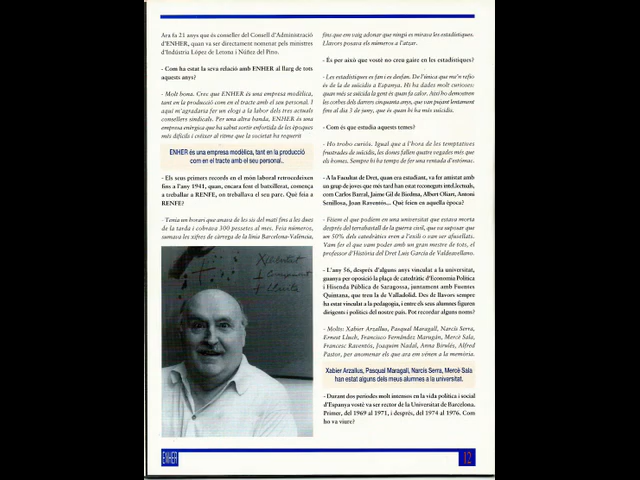 Ara fa 21 anys que és conseller del Consell d'Administració
d'ENHER, quan va ser directament nomenat pels ministres
d'Indústria López de Letona i Núñez del Pino.
- Com ha estat la seva relació amb ENHER al llarg de tots
aquests anys?
- Molt bona. Crec que ENHER és una empresa modèlica,
tant en la producció com en el tracte amb el seu personal. I
aquí m'agradaria fer un elogi a la labor dels tres actuals
consellers sindicals. Per una altra banda, ENHER és una
empresa enèrgica que ha sabut sortir enfortida de les èpoques
més difícils i créixer al ritme que la societat ha requerit
ENHER és una empresa modèlica, tant en la producció
com en el tracte amb el seu personal..
- Els seus primers records en el món laboral retrocedeixen
fins a l'any 1941, quan, encara fent el batxillerat, comença
a treballar a RENFE, on treballava el seu pare. Què feia a
RENFE?
- Tenia un horari que anava de les sis del matí fins a les dues
de la tarda i cobrava 300 pessetes al mes. Feia números,
sumava les xifres de càrrega de la línia Barcelona-València,
fins que em vaig adonar que ningú es mirava les estadístiques.
Llavors posava els números a l'atzar.
- És per això que vostè no creu gaire en les estadístiques?
- Les estadístiques es fan i es desfan. De l'única que me'n refio
és de la de suïcidis a Espanya. Hi ha dades molt curioses:
quan més se suïcida la gent és quan fa calor. Així ho demostren
les corbes dels darrers cinquanta anys, que van pujant lentament
fins al dia 3 de juny, que és quan hi ha més suïcidis.
- Com és que estudia aquests temes?
- Ho trobo curiós. Igual que a l'hora de les temptatives
frustrades de suïcidis, les dones fallen quatre vegades més que
els homes. Sempre hi ha temps de fer una rentada d'estómac.
- A la Facultat de Dret, quan era estudiant, va fer amistat amb
un grup de joves que més tard han estat reconeguts intel.lectuals,
com Carlos Barral, Jaime Gil de Biedma, Albert Oliart, Antoni
Senillosa, Joan Raventós... Què feien en aquella època?
- Fèiem el que podíem en una universitat que estava morta
després del terrabastall de la guerra civil, que va suposar que
un 50% dels catedràtics eren a l'exili o van ser afusellats.
Vam fer el que vam poder amb un gran mestre de tots, el
professor d'Història del Dret Luis García de Valdeavellano.
- L'any 56, després d'alguns anys vinculat a la universitat,
guanya per oposició la plaça de catedràtic d'Economia Política
i Hisenda Pública de Saragossa, juntament amb Fuentes
Quintana, que treu la de Valladolid. Des de llavors sempre
ha estat vinculat a la pedagogia, i entre els seus alumnes figuren
dirigents i polítics del nostre país. Pot recordar alguns noms?
- Molts: Xabier Arzallus, Pasqual Maragall, Narcís Serra,
Ernest Lluch, Francisco Fernández Marugán, Mercè Sala,
Francesc Raventós, Joaquim Nadal, Anna Birulés, Alfred
Pastor, per anomenar els que ara em vénen a la memòria.
Xabier Arzallus, Pasqual Maragall, Narcís Serra, Mercè Sala
han estat alguns dels meus alumnes a la universitat.
- Durant dos períodes molt intensos en la vida política i social
d'Espanya vostè va ser rector de la Universitat de Barcelona.
Primer, del 1969 al 1971, i després, del 1974 al 1976. Com
ho va viure?
ENHER
12